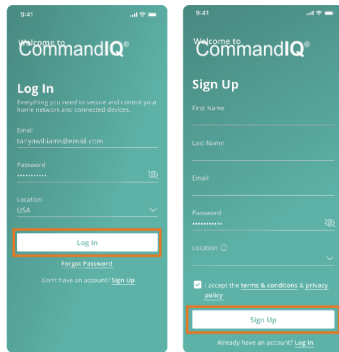 9:41
Welcome to
CommandIQ®
Log In
Everything you need to secure and control your
home network and connected devices.
Email
tanyawilliams@email.com
Password
Location
USA
Log In
Forgot Password
Don't have an account? Sign Up
9:41
Welcome to
CommandIQ®
Sign Up
First Name
Last Name
Email
Password
Location
I accept the terms & conditons & privacy
policy
Sign Up
Already have an account? Log In